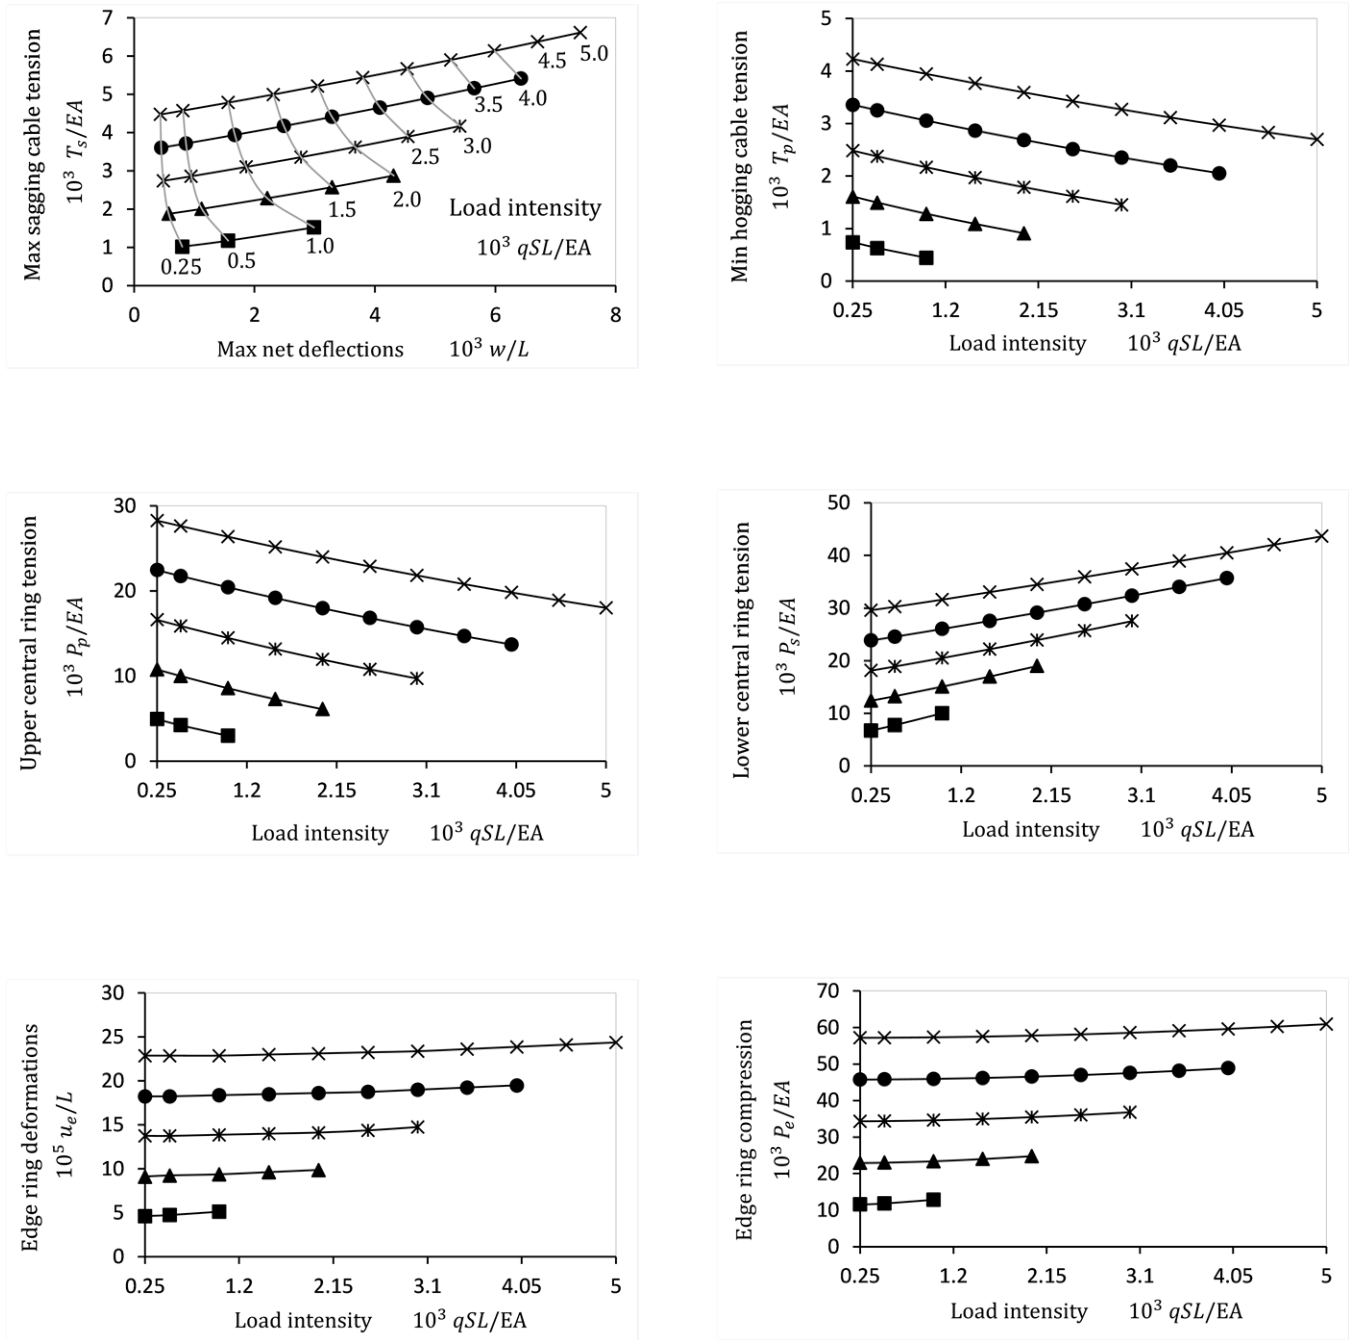 Max sagging cable tension
10³ Tₛ/EA
7
6
5
4
3
2
1
0
0 2 4 6 8
Max net deflections 10³ w/L
0.25
0.5
1.0
1.5
2.0
2.5
3.0
3.5
4.0
4.5
5.0
Load intensity
10³ qSL/EA
Min hogging cable tension
10³ Tₚ/EA
5
4
3
2
1
0
0.25 1.2 2.15 3.1 4.05 5
Load intensity 10³ qSL/EA
Upper central ring tension
10³ Pₚ/EA
30
20
10
0
0.25 1.2 2.15 3.1 4.05 5
Load intensity 10³ qSL/EA
Lower central ring tension
10³ Pₛ/EA
50
40
30
20
10
0
0.25 1.2 2.15 3.1 4.05 5
Load intensity 10³ qSL/EA
Edge ring deformations
10⁵ uₑ/L
30
25
20
15
10
5
0
0.25 1.2 2.15 3.1 4.05 5
Load intensity 10³ qSL/EA
Edge ring compression
10³ Pₑ/EA
70
60
50
40
30
20
10
0
0.25 1.2 2.15 3.1 4.05 5
Load intensity 10³ qSL/EA